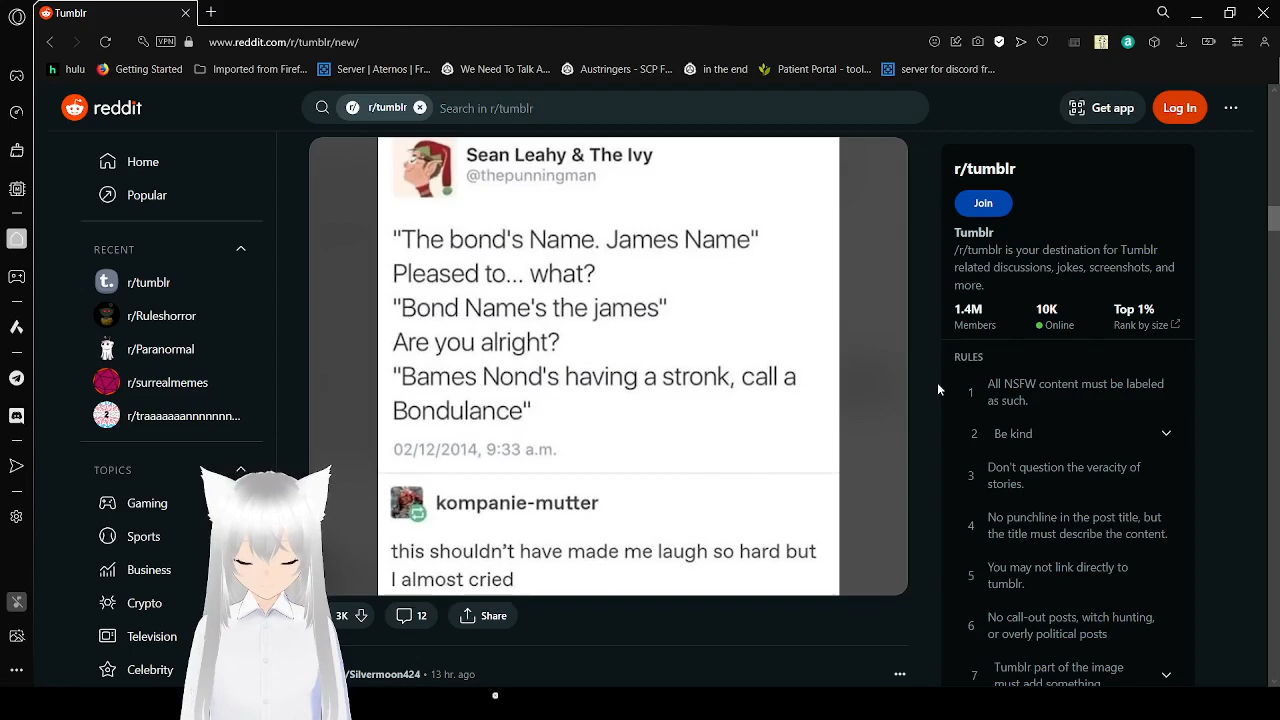 Tumblr
VPN
www.reddit.com/r/tumblr/new/
hulu
Getting Started
Imported from Firef...
Server | Aternos | Fr...
We Need To Talk A...
Austringers - SCP F...
in the end
Patient Portal - tool...
server for discord fr...
reddit
r/ r/tumblr
Search in r/tumblr
Get app
Log In
Home
Popular
RECENT
t. r/tumblr
r/Ruleshorror
r/Paranormal
r/surrealmemes
r/traaaaaaannnnnn...
TOPICS
Gaming
Sports
Business
Crypto
Television
Celebrity
Sean Leahy & The Ivy
@thepunningman
"The bond's Name. James Name"
Pleased to... what?
"Bond Name's the james"
Are you alright?
"Bames Nond's having a stronk, call a
Bondulance"
02/12/2014, 9:33 a.m.
kompanie-mutter
this shouldn't have made me laugh so hard but
I almost cried
3K
12
Share
/Silvermoon424 • 13 hr. ago
r/tumblr
Join
Tumblr
/r/tumblr is your destination for Tumblr
related discussions, jokes, screenshots, and
more.
1.4M 10K Top 1%
Members Online Rank by size
RULES
1 All NSFW content must be labeled
as such.
2 Be kind
3 Don't question the veracity of
stories.
4 No punchline in the post title, but
the title must describe the content.
5 You may not link directly to
tumblr.
6 No call-out posts, witch hunting,
or overly political posts
7 Tumblr part of the image
must add something